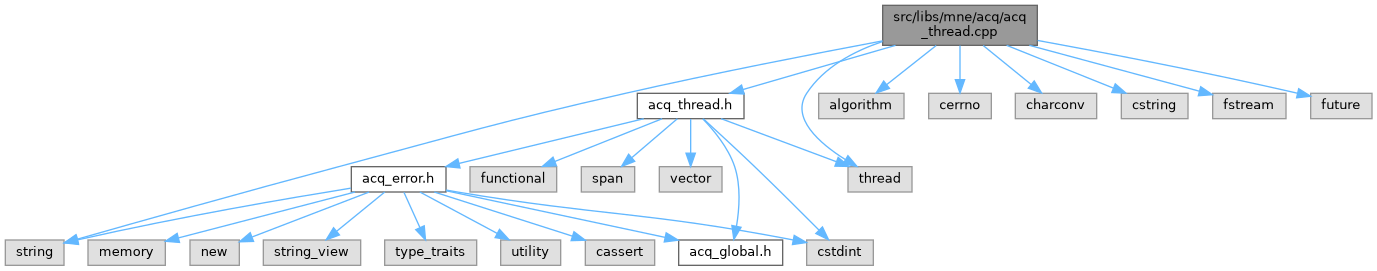 src/libs/mne/acq/acq
_thread.cpp
acq_thread.h
algorithm
cerrno
charconv
cstring
fstream
future
acq_error.h
functional
span
vector
thread
string
memory
new
string_view
type_traits
utility
cassert
acq_global.h
cstdint